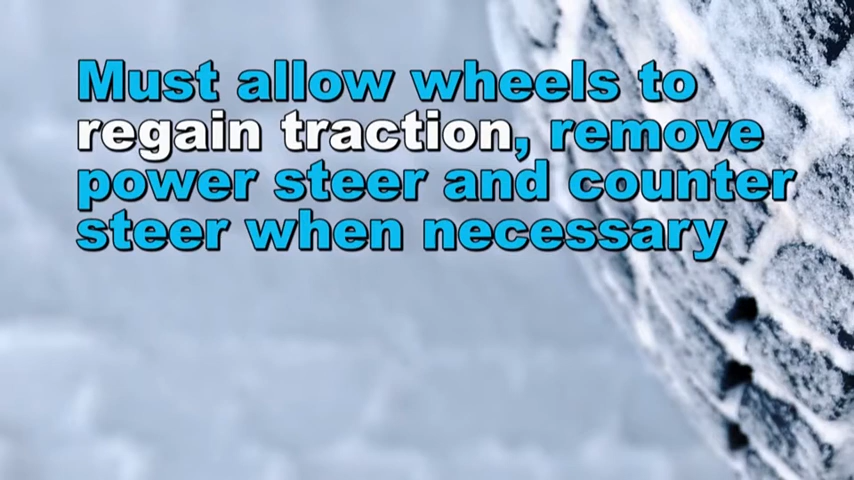 Must allow wheels to
regain traction, remove
power steer and counter
steer when necessary